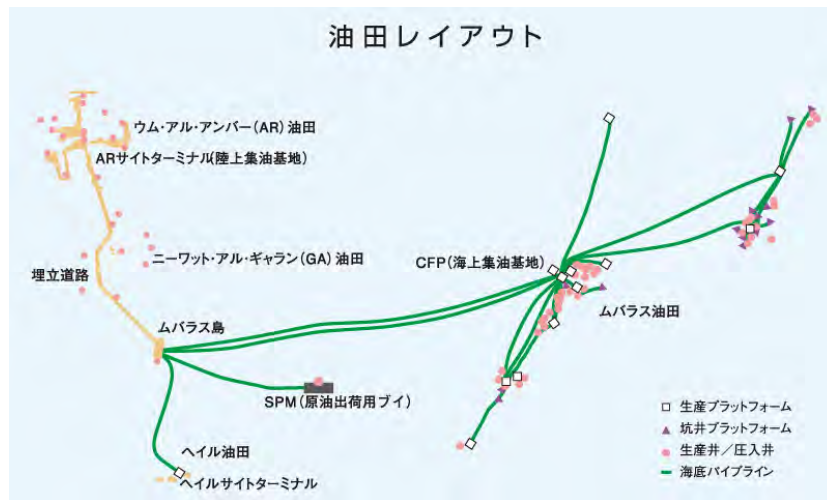 油田レイアウト
ウム・アル・アンバー(AR)油田
ARサイトターミナル(陸上集油基地)
ニーワット・アル・ギャラン(GA)油田
埋立道路
CFP(海上集油基地)
ムバラス島
ムバラス油田
SPM(原油出荷用ブイ)
ヘイル油田
ヘイルサイトターミナル
生産プラットフォーム
坑井プラットフォーム
生産井/圧入井
海底パイプライン